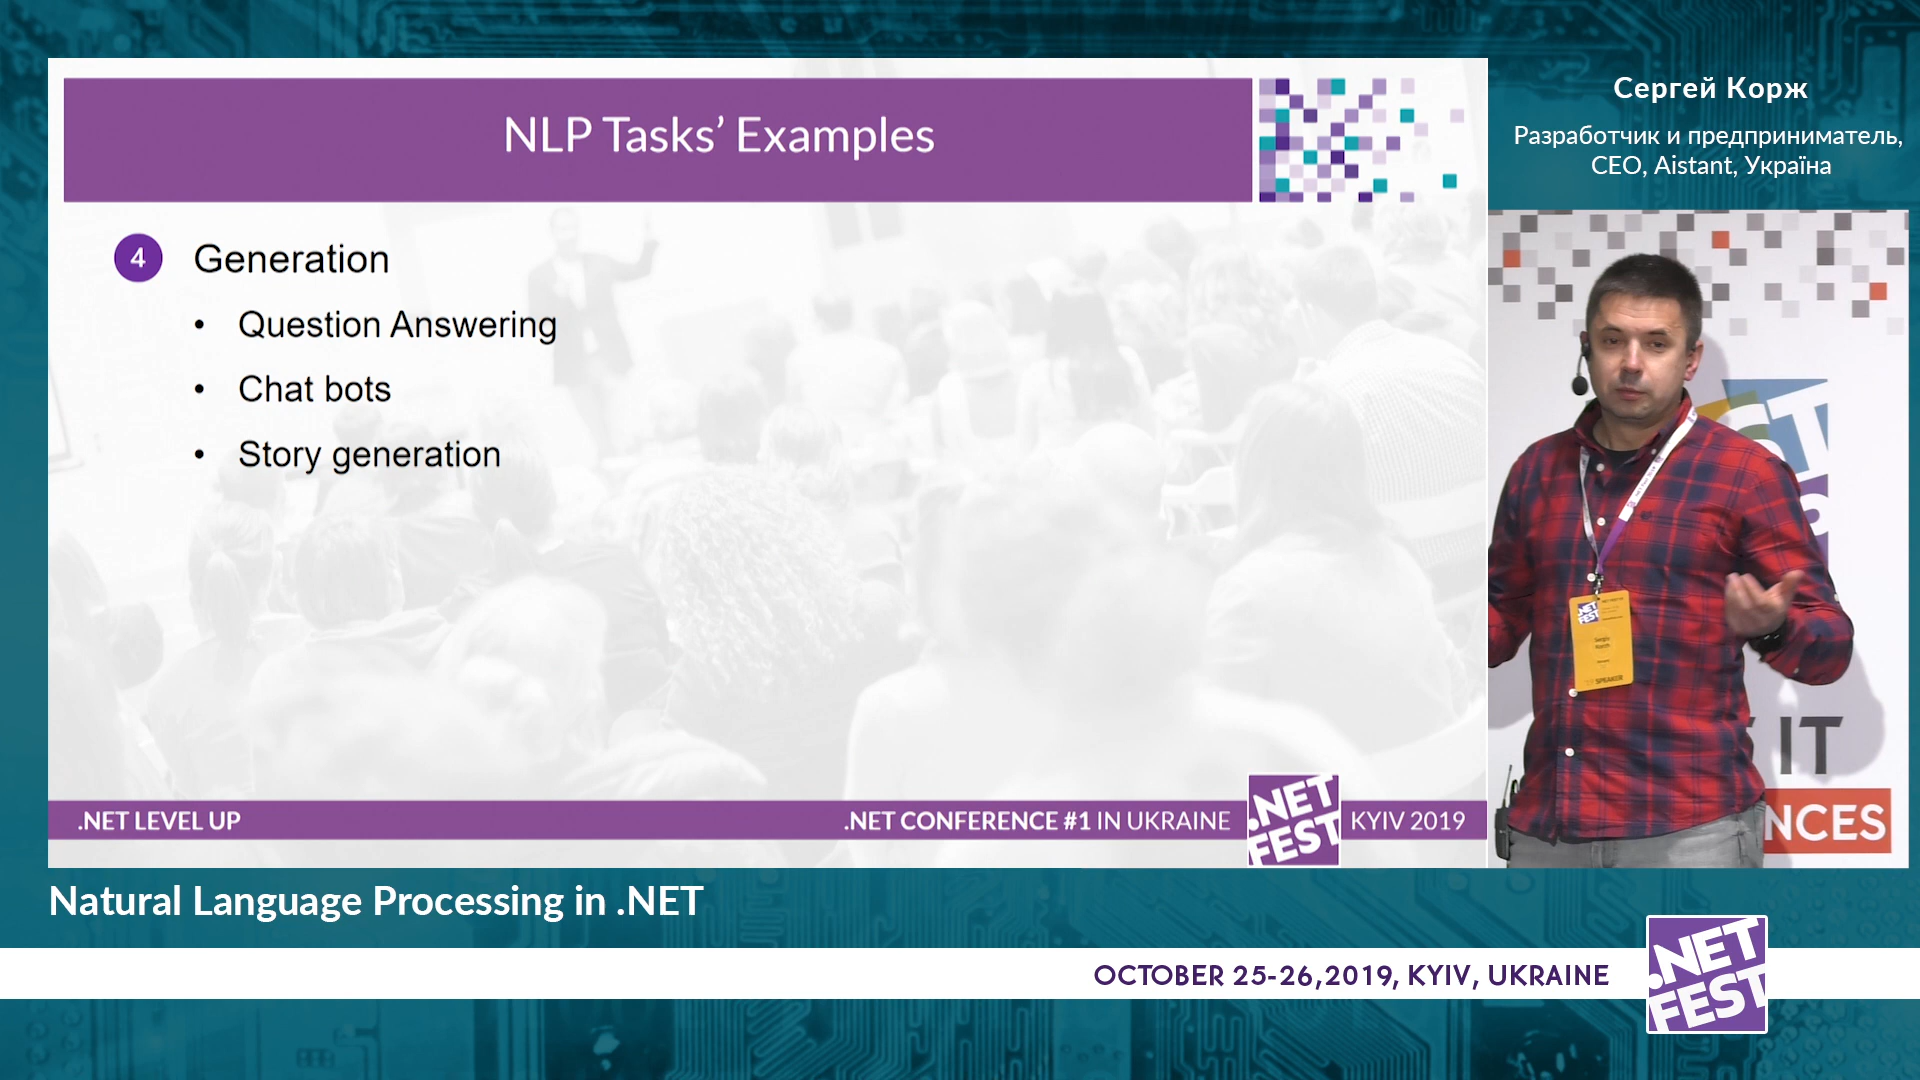 NLP Tasks’ Examples
4 Generation
• Question Answering
• Chat bots
• Story generation
.NET LEVEL UP
.NET CONFERENCE #1 IN UKRAINE
.NET
FEST
KYIV 2019
Сергей Корж
Разработчик и предприниматель,
CEO, Aistant, Україна
SPEAKER
IT
NCES
Natural Language Processing in .NET
OCTOBER 25-26,2019, KYIV, UKRAINE
.NET
FEST